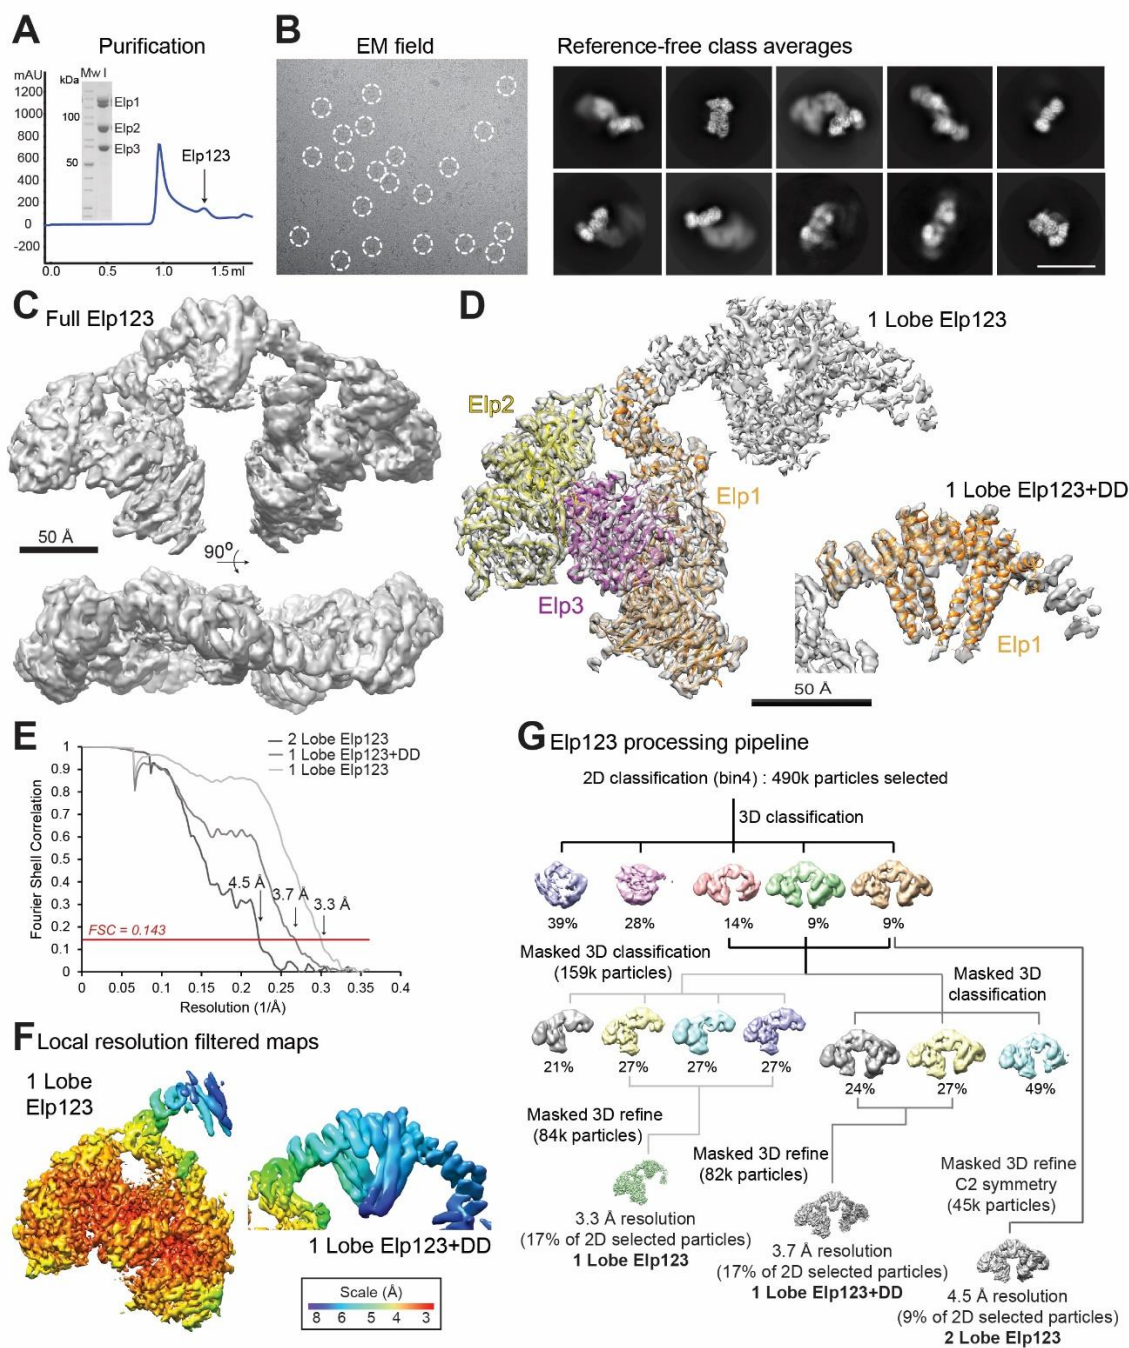 A
Purification
mAU
1200
1000
800
600
400
200
0
-200
kDa
100
50
Mw I
Elp1
Elp2
Elp3
Elp123
0.0
0.5
1.0
1.5 ml
B
EM field
Reference-free class averages
C
Full Elp123
50 Å
90°
D
1 Lobe Elp123
Elp2
Elp1
Elp3
1 Lobe Elp123+DD
Elp1
50 Å
E
2 Lobe Elp123
1 Lobe Elp123+DD
1 Lobe Elp123
Fourier Shell Correlation
1
0.9
0.8
0.7
0.6
0.5
0.4
0.3
0.2
0.1
0
4.5 Å
3.7 Å
3.3 Å
FSC = 0.143
0
0.05
0.1
0.15
0.2
0.25
0.3
0.35
0.4
Resolution (1/Å)
F
Local resolution filtered maps
1 Lobe
Elp123
1 Lobe Elp123+DD
Scale (Å)
8 6 5 4 3
G
Elp123 processing pipeline
2D classification (bin4) : 490k particles selected
3D classification
39%
28%
14%
9%
9%
Masked 3D classification
(159k particles)
Masked 3D
classification
21%
27%
27%
27%
24%
27%
49%
Masked 3D refine
(84k particles)
Masked 3D refine
(82k particles)
Masked 3D refine
C2 symmetry
(45k particles)
3.3 Å resolution
(17% of 2D selected particles)
1 Lobe Elp123
3.7 Å resolution
(17% of 2D selected particles)
1 Lobe Elp123+DD
4.5 Å resolution
(9% of 2D selected particles)
2 Lobe Elp123